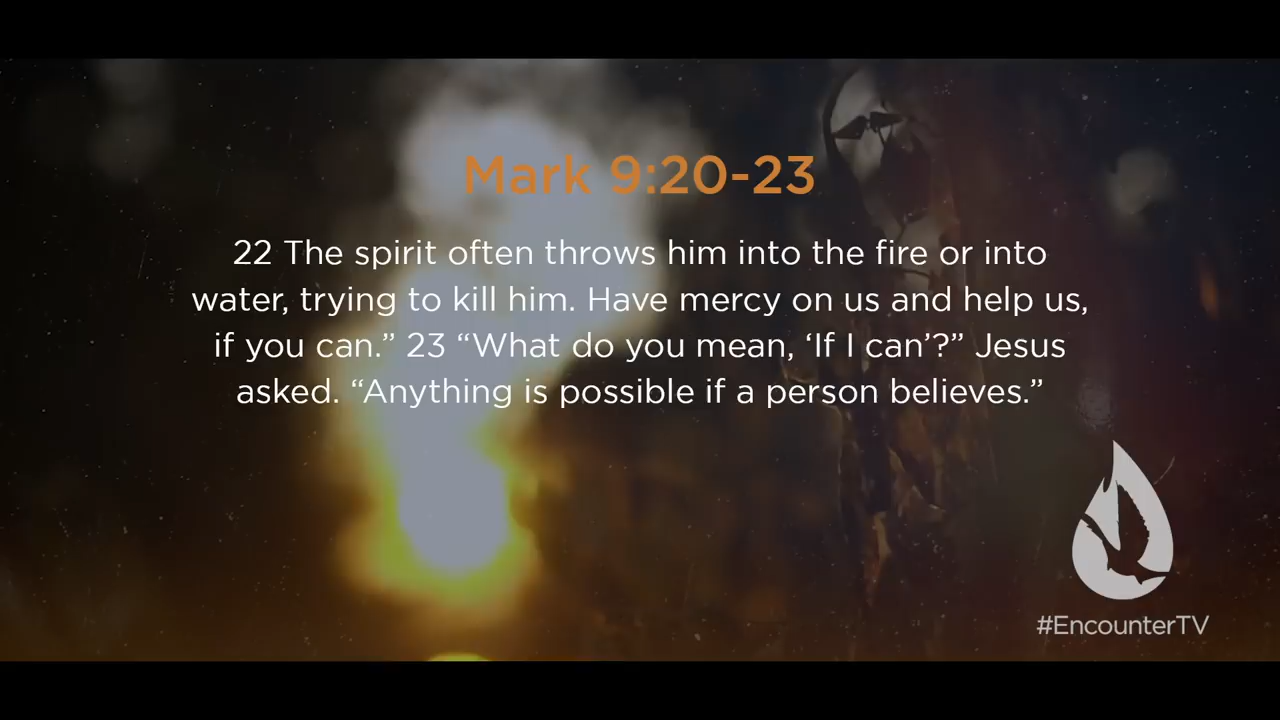 Mark 9:20-23
22 The spirit often throws him into the fire or into
water, trying to kill him. Have mercy on us and help us,
if you can.” 23 “What do you mean, ‘If I can’?” Jesus
asked. “Anything is possible if a person believes.”
#EncounterTV